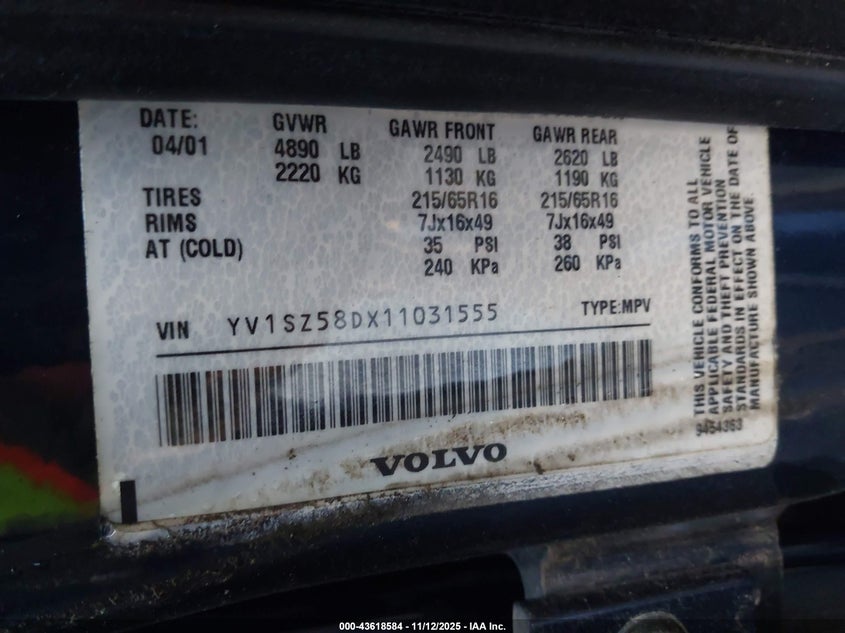 DATE: GVWR GAWR FRONT GAWR REAR
04/01 4890 LB 2490 LB 2620 LB
2220 KG 1130 KG 1190 KG
TIRES 215/65R16 215/65R16
RIMS 7Jx16x49 7Jx16x49
AT (COLD) 35 PSI 38 PSI
240 KPa 260 KPa
VIN YV1SZ58DX11031555 TYPE:MPV
VOLVO
THIS VEHICLE CONFORMS TO ALL
APPLICABLE FEDERAL MOTOR VEHICLE
SAFETY AND THEFT PREVENTION
STANDARDS IN EFFECT ON THE DATE OF
MANUFACTURE SHOWN ABOVE.
000-43618584 - 11/12/2025 - IAA Inc.